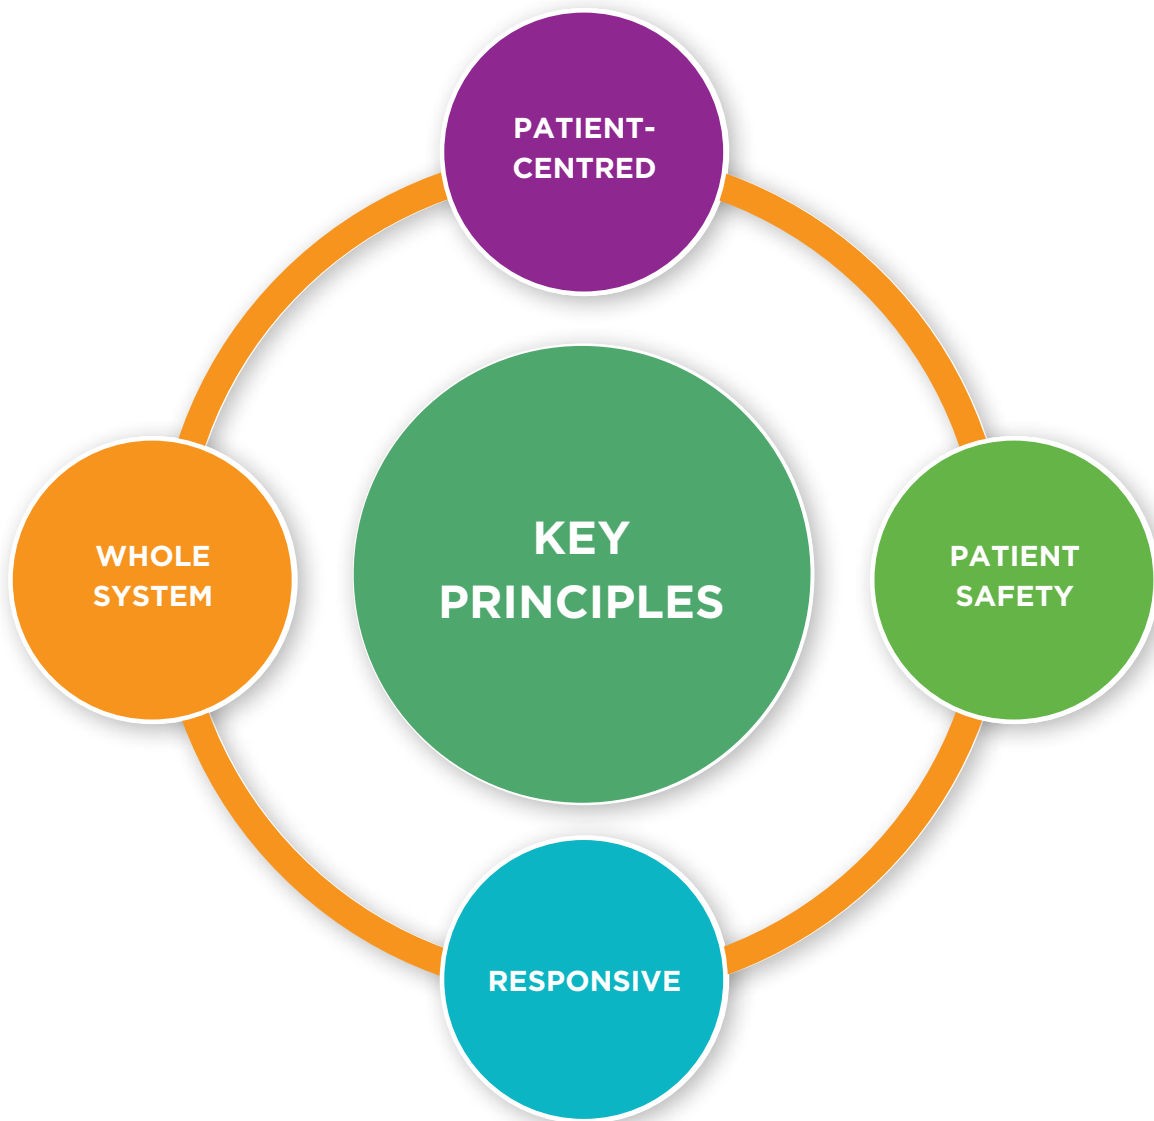 PATIENT-
CENTRED
KEY
PRINCIPLES
WHOLE
SYSTEM
PATIENT
SAFETY
RESPONSIVE